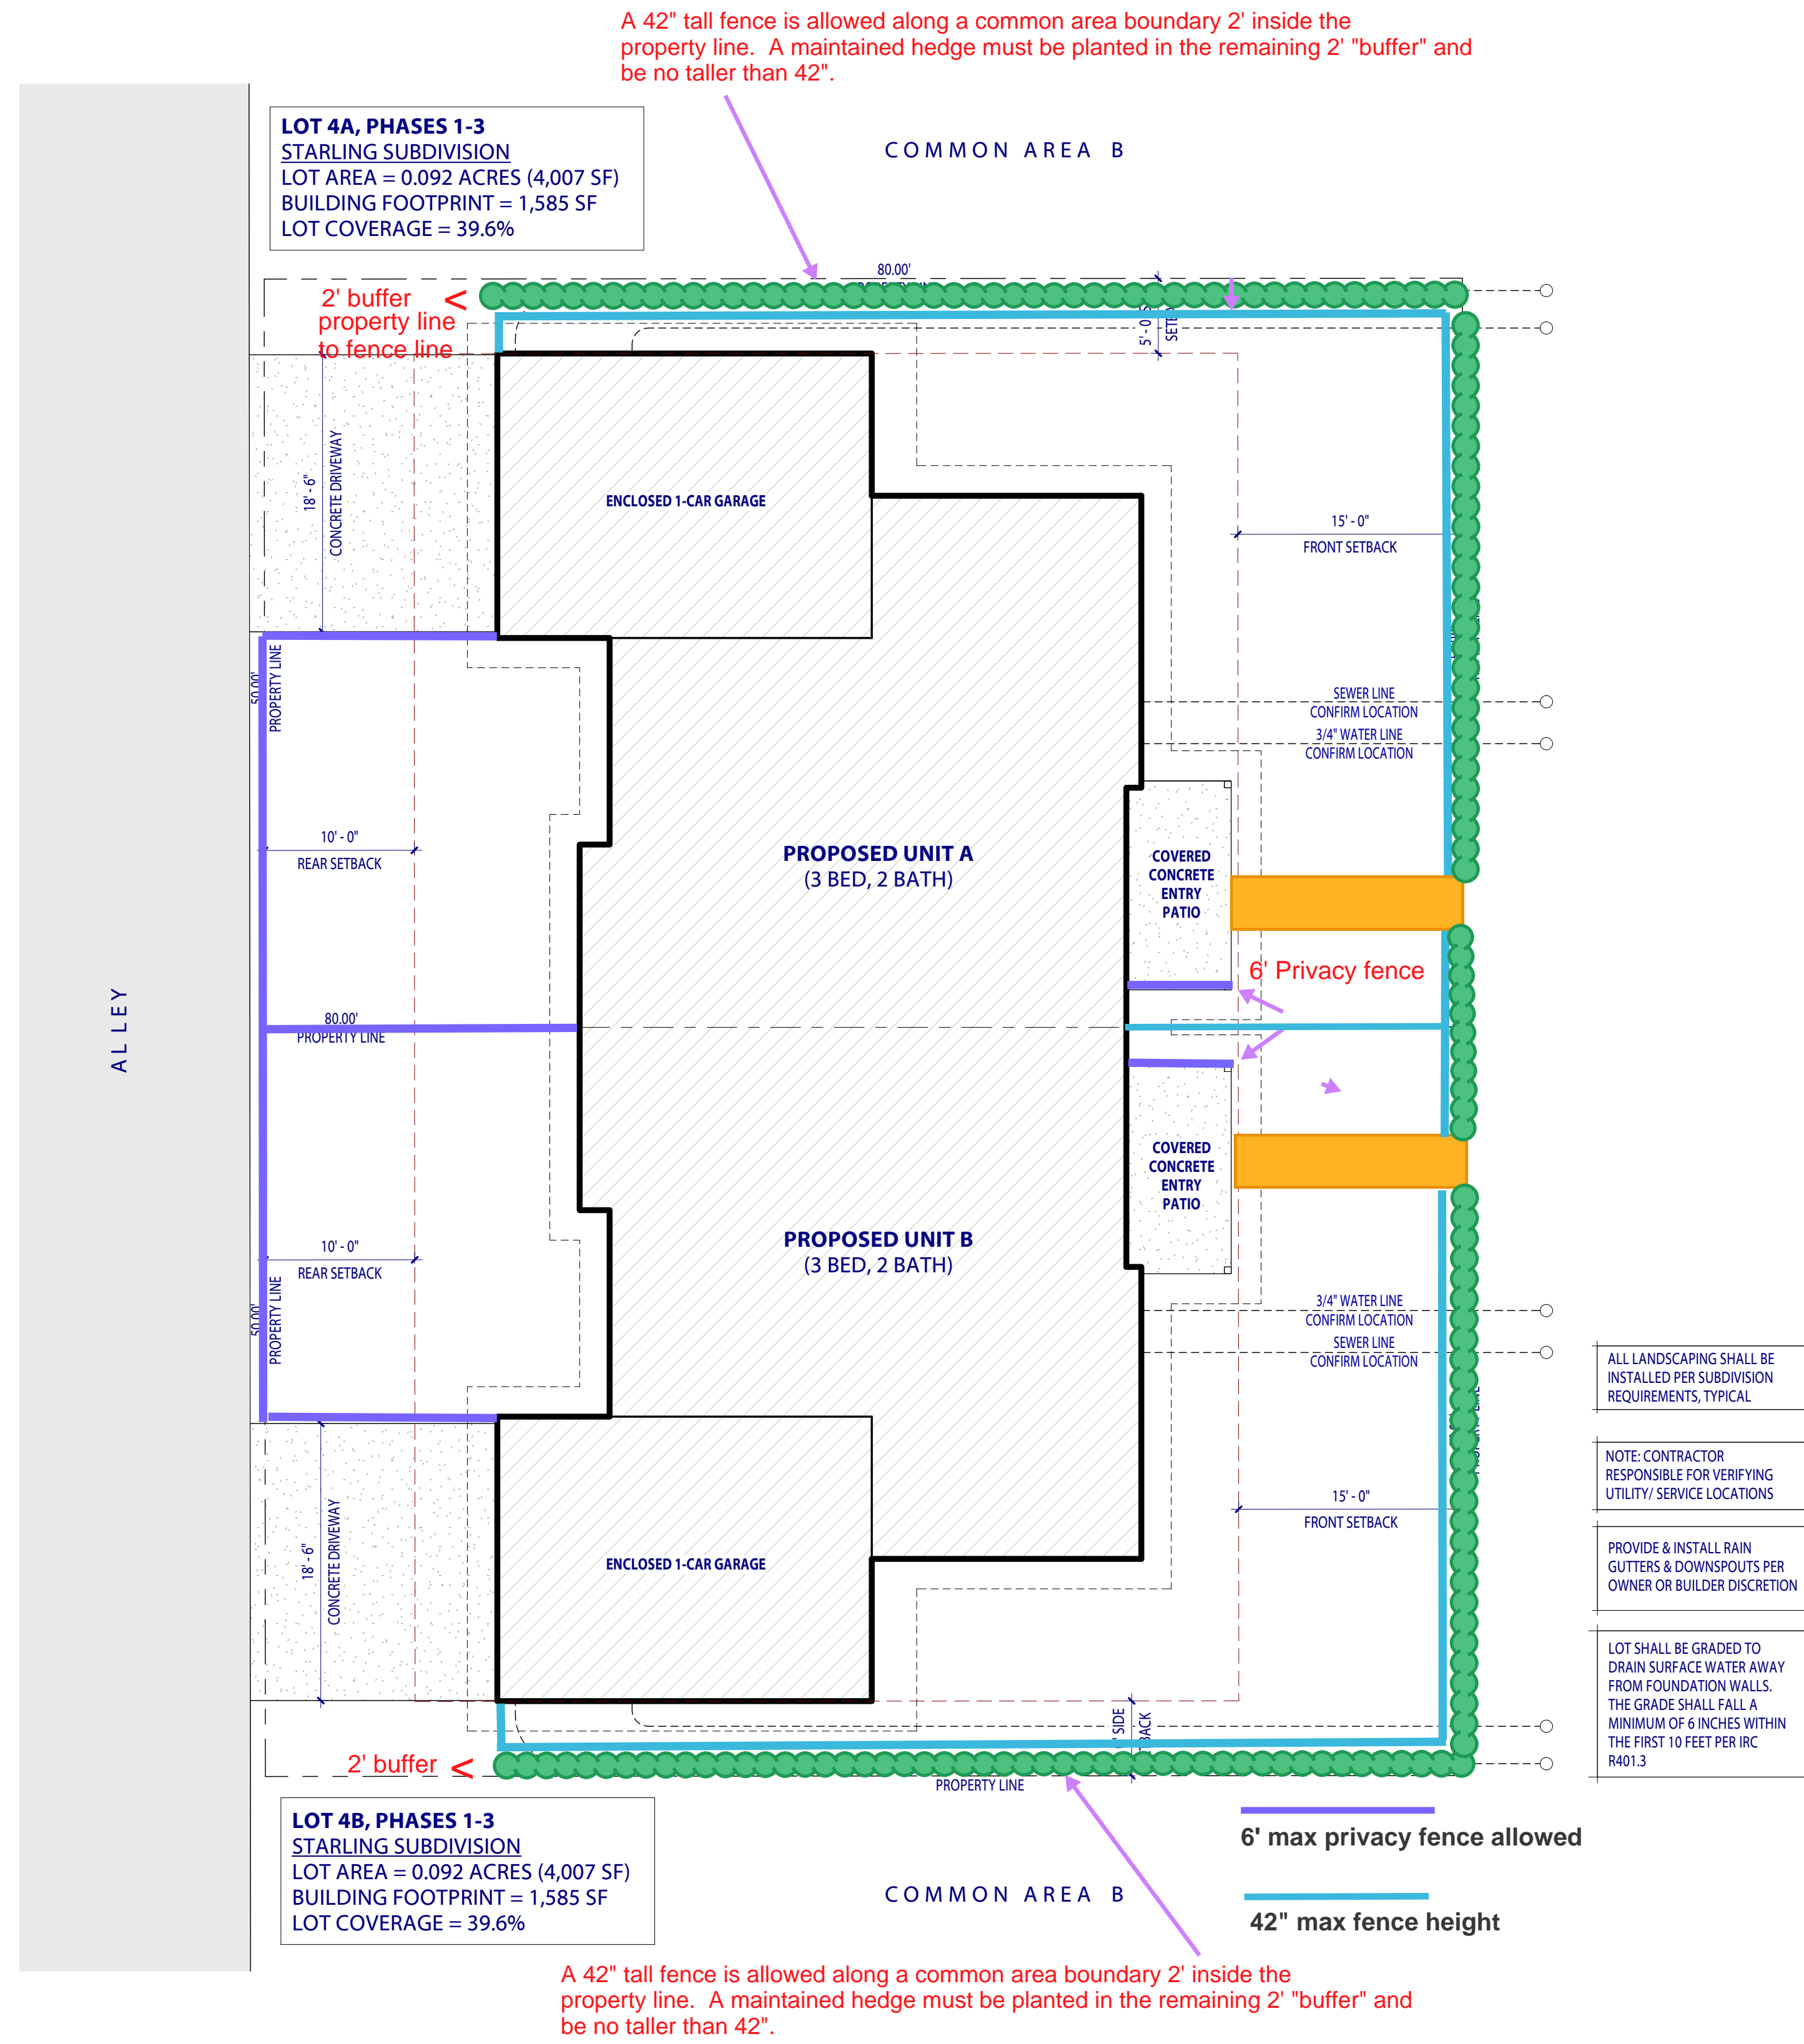 A 42" tall fence is allowed along a common area boundary 2' inside the
property line. A maintained hedge must be planted in the remaining 2' "buffer" and
be no taller than 42".
LOT 4A, PHASES 1-3
STARLING SUBDIVISION
LOT AREA = 0.092 ACRES (4,007 SF)
BUILDING FOOTPRINT = 1,585 SF
LOT COVERAGE = 39.6%
COMMON AREA B
80.00'
2' buffer <
property line
to fence line
5' - 0"
18' - 6"
CONCRETE DRIVEWAY
ENCLOSED 1-CAR GARAGE
15' - 0"
FRONT SETBACK
50.00'
PROPERTY LINE
SEWER LINE
CONFIRM LOCATION
3/4" WATER LINE
CONFIRM LOCATION
10' - 0"
REAR SETBACK
PROPOSED UNIT A
(3 BED, 2 BATH)
COVERED
CONCRETE
ENTRY
PATIO
6' Privacy fence
ALLEY
80.00'
PROPERTY LINE
COVERED
CONCRETE
ENTRY
PATIO
PROPOSED UNIT B
(3 BED, 2 BATH)
10' - 0"
REAR SETBACK
50.00'
PROPERTY LINE
3/4" WATER LINE
CONFIRM LOCATION
SEWER LINE
CONFIRM LOCATION
ALL LANDSCAPING SHALL BE
INSTALLED PER SUBDIVISION
REQUIREMENTS, TYPICAL
NOTE: CONTRACTOR
RESPONSIBLE FOR VERIFYING
UTILITY/ SERVICE LOCATIONS
15' - 0"
FRONT SETBACK
18' - 6"
CONCRETE DRIVEWAY
ENCLOSED 1-CAR GARAGE
PROVIDE & INSTALL RAIN
GUTTERS & DOWNSPOUTS PER
OWNER OR BUILDER DISCRETION
LOT SHALL BE GRADED TO
DRAIN SURFACE WATER AWAY
FROM FOUNDATION WALLS.
THE GRADE SHALL FALL A
MINIMUM OF 6 INCHES WITHIN
THE FIRST 10 FEET PER IRC
R401.3
SIDE
2' buffer <
PROPERTY LINE
LOT 4B, PHASES 1-3
STARLING SUBDIVISION
LOT AREA = 0.092 ACRES (4,007 SF)
BUILDING FOOTPRINT = 1,585 SF
LOT COVERAGE = 39.6%
COMMON AREA B
6' max privacy fence allowed
42" max fence height
A 42" tall fence is allowed along a common area boundary 2' inside the
property line. A maintained hedge must be planted in the remaining 2' "buffer" and
be no taller than 42".